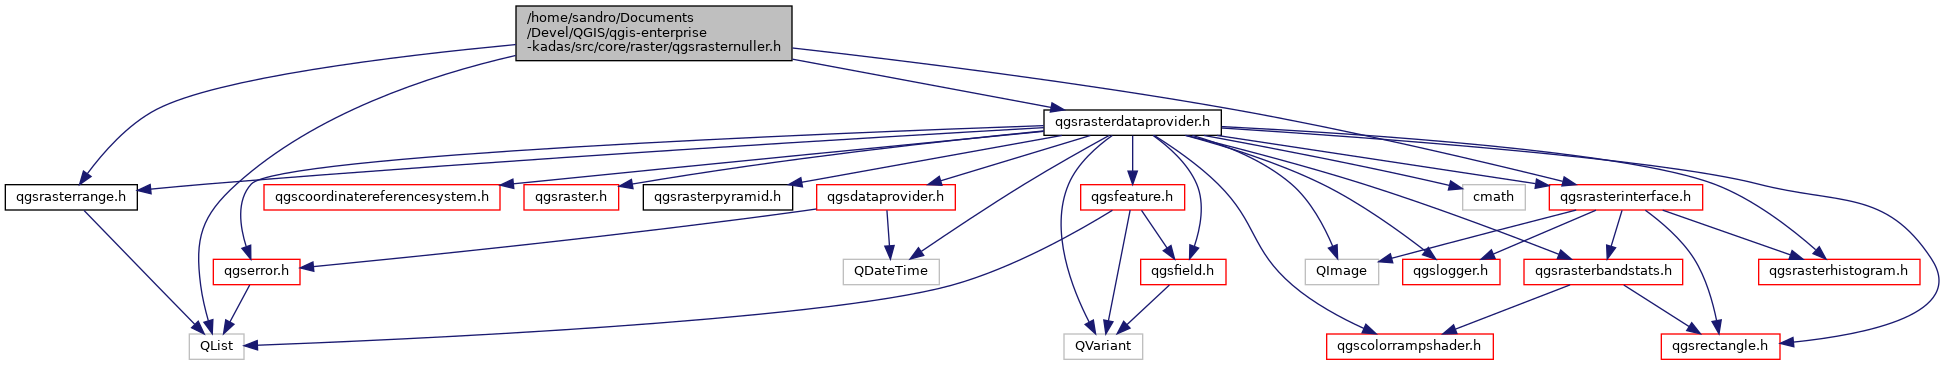 /home/sandro/Documents
/Devel/QGIS/qgis-enterprise
-kadas/src/core/raster/qgsrasternuller.h
qgsrasterdataprovider.h
qgsrasterrange.h
qgscoordinatereferencesystem.h
qgsraster.h
qgsrasterpyramid.h
qgsdataprovider.h
qgsfeature.h
cmath
qgsrasterinterface.h
qgserror.h
QDateTime
qgsfield.h
QImage
qgslogger.h
qgsrasterbandstats.h
qgsrasterhistogram.h
QList
QVariant
qgscolorrampshader.h
qgsrectangle.h